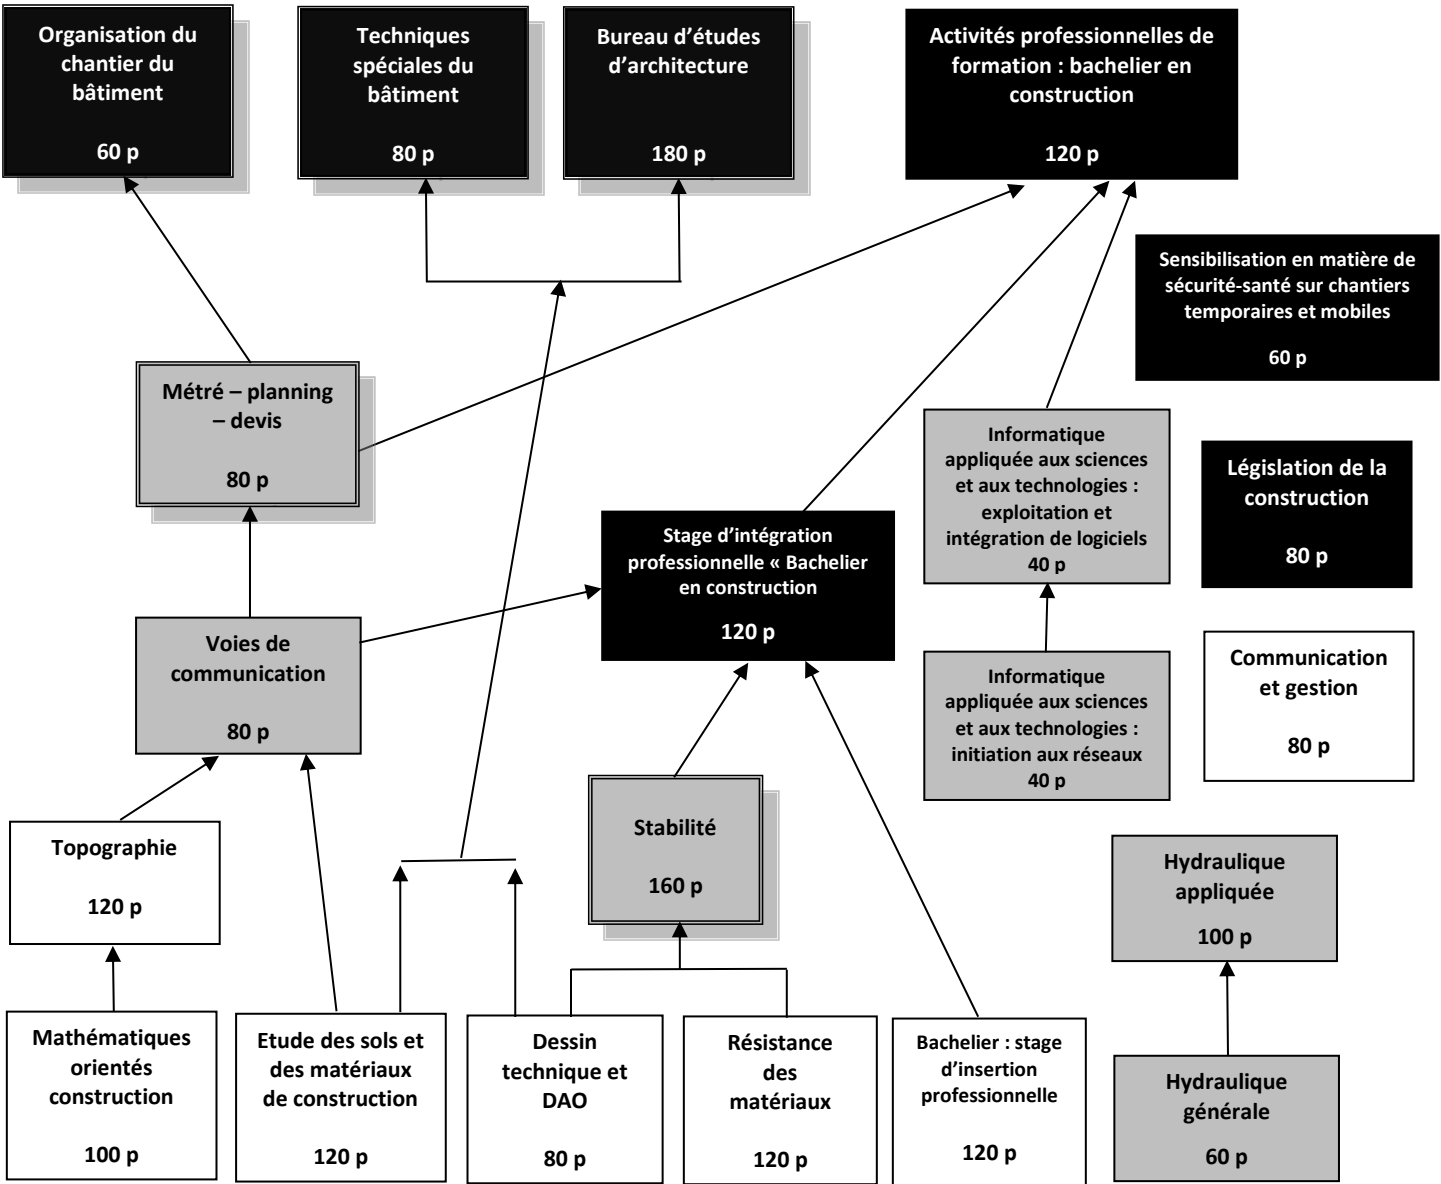 Organisation du
chantier du
bâtiment
60 p
Techniques
spéciales du
bâtiment
80 p
Bureau d’études
d’architecture
180 p
Activités professionnelles de
formation : bachelier en
construction
120 p
Sensibilisation en matière de
sécurité-santé sur chantiers
temporaires et mobiles
60 p
Métré – planning
– devis
80 p
Informatique
appliquée aux sciences
et aux technologies :
exploitation et
intégration de logiciels
40 p
Législation de la
construction
80 p
Stage d’intégration
professionnelle « Bachelier
en construction
120 p
Voies de
communication
80 p
Informatique
appliquée aux sciences
et aux technologies :
initiation aux réseaux
40 p
Communication
et gestion
80 p
Topographie
120 p
Stabilité
160 p
Hydraulique
appliquée
100 p
Mathématiques
orientés
construction
100 p
Etude des sols et
des matériaux
de construction
120 p
Dessin
technique et
DAO
80 p
Résistance
des
matériaux
120 p
Bachelier : stage
d’insertion
professionnelle
120 p
Hydraulique
générale
60 p